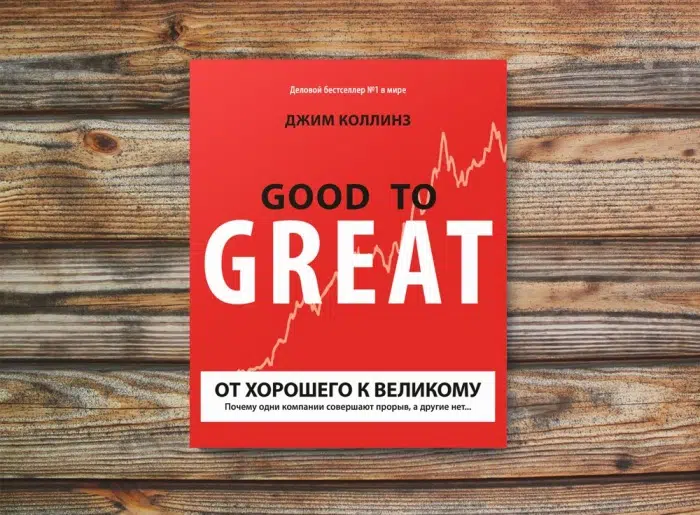 Деловой бестселлер №1 в мире
ДЖИМ КОЛЛИНЗ
GOOD TO
GREAT
ОТ ХОРОШЕГО К ВЕЛИКОМУ
Почему одни компании совершают прорыв, а другие нет...